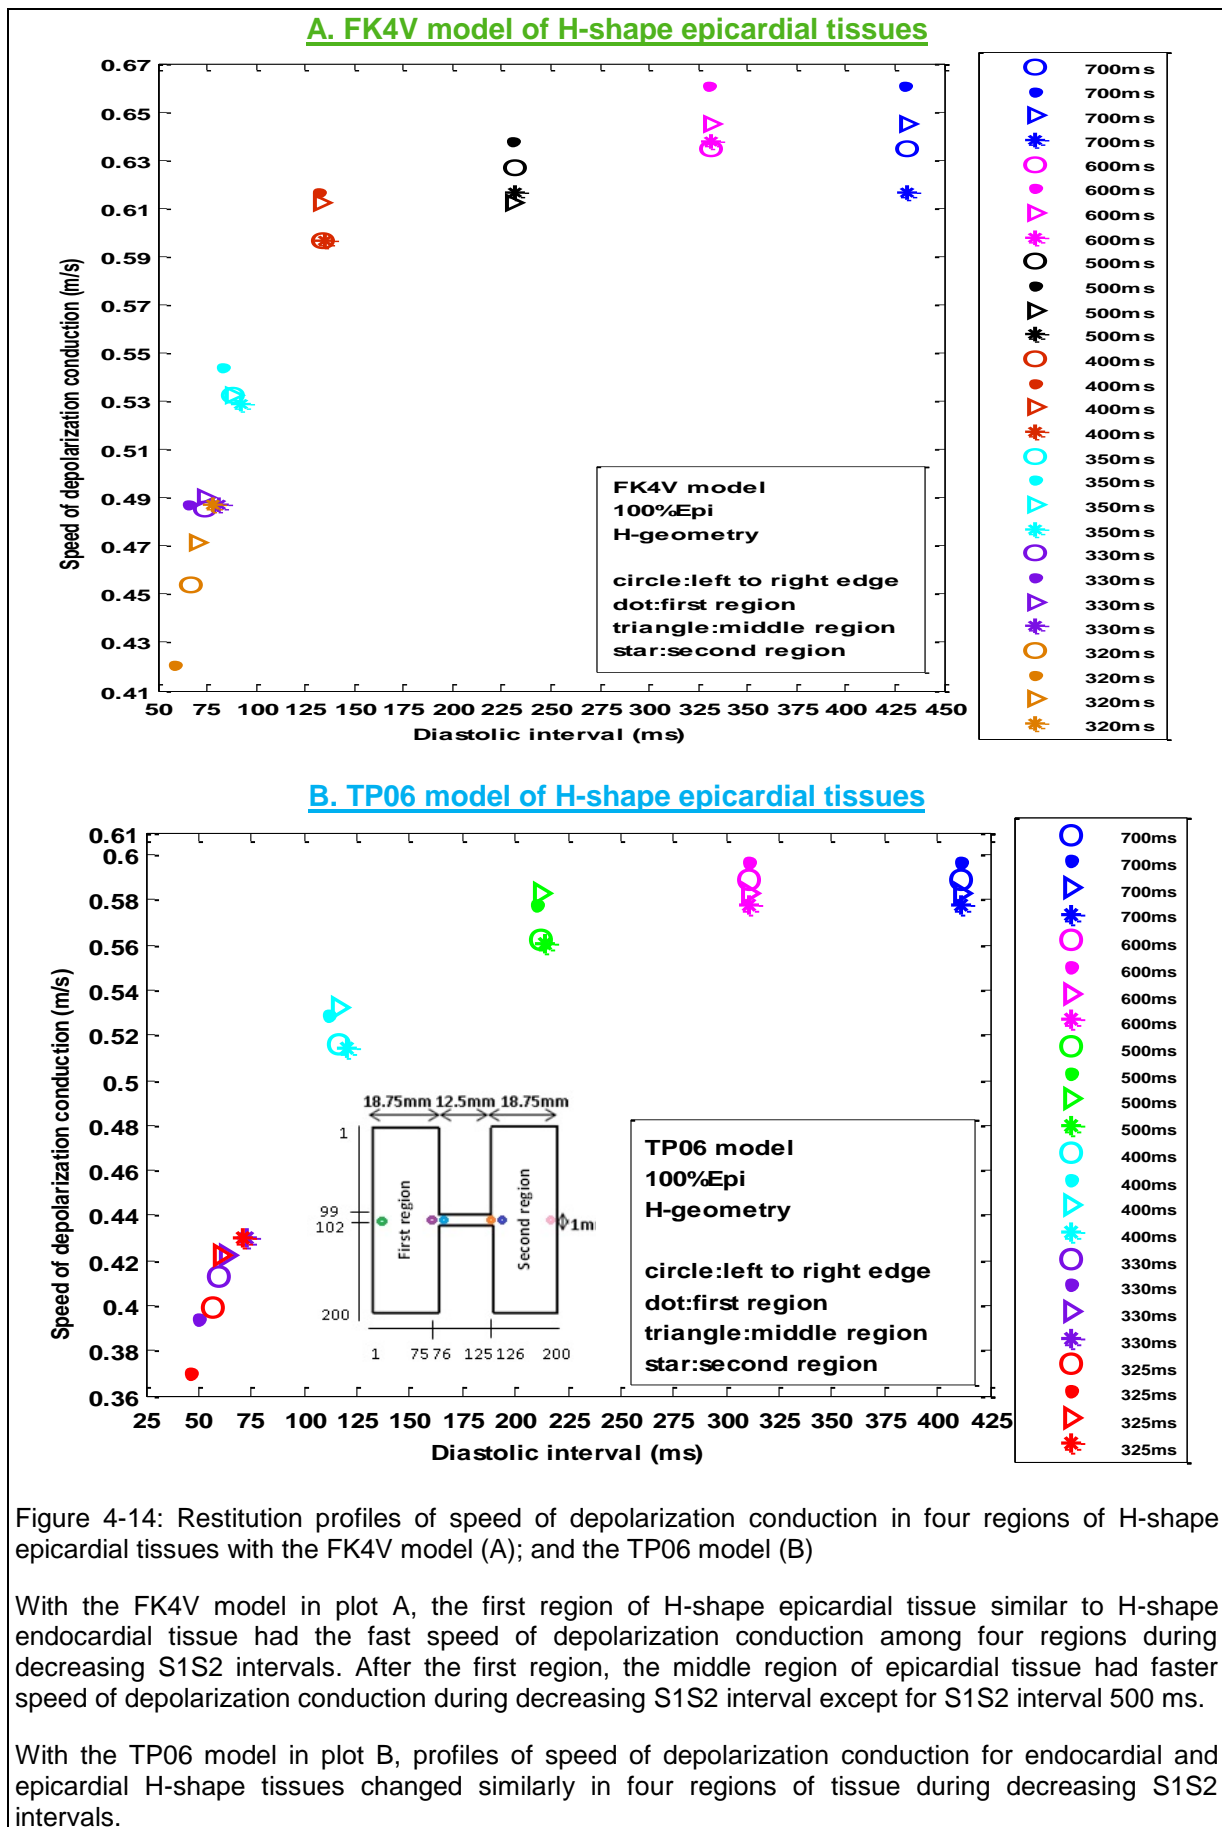 A. FK4V model of H-shape epicardial tissues
0.67
0.65
0.63
0.61
0.59
0.57
0.55
0.53
0.51
0.49
0.47
0.45
0.43
0.41
Speed of depolarization conduction (m/s)
50 75 100 125 150 175 200 225 250 275 300 325 350 375 400 425 450
Diastolic interval (ms)
FK4V model
100%Epi
H-geometry
circle:left to right edge
dot:first region
triangle:middle region
star:second region
700ms
700ms
700ms
700ms
600ms
600ms
600ms
600ms
500ms
500ms
500ms
500ms
400ms
400ms
400ms
400ms
350ms
350ms
350ms
350ms
330ms
330ms
330ms
330ms
320ms
320ms
320ms
320ms
B. TP06 model of H-shape epicardial tissues
0.61
0.6
0.58
0.56
0.54
0.52
0.5
0.48
0.46
0.44
0.42
0.4
0.38
0.36
Speed of depolarization conduction (m/s)
25 50 75 100 125 150 175 200 225 250 275 300 325 350 375 400 425
Diastolic interval (ms)
18.75mm 12.5mm 18.75mm
1
99
102
200
First region
Second region
1m
1 75 76 125 126 200
TP06 model
100%Epi
H-geometry
circle:left to right edge
dot:first region
triangle:middle region
star:second region
700ms
700ms
700ms
700ms
600ms
600ms
600ms
600ms
500ms
500ms
500ms
500ms
400ms
400ms
400ms
400ms
330ms
330ms
330ms
330ms
325ms
325ms
325ms
325ms
Figure 4-14: Restitution profiles of speed of depolarization conduction in four regions of H-shape
epicardial tissues with the FK4V model (A); and the TP06 model (B)
With the FK4V model in plot A, the first region of H-shape epicardial tissue similar to H-shape
endocardial tissue had the fast speed of depolarization conduction among four regions during
decreasing S1S2 intervals. After the first region, the middle region of epicardial tissue had faster
speed of depolarization conduction during decreasing S1S2 interval except for S1S2 interval 500 ms.
With the TP06 model in plot B, profiles of speed of depolarization conduction for endocardial and
epicardial H-shape tissues changed similarly in four regions of tissue during decreasing S1S2
intervals.